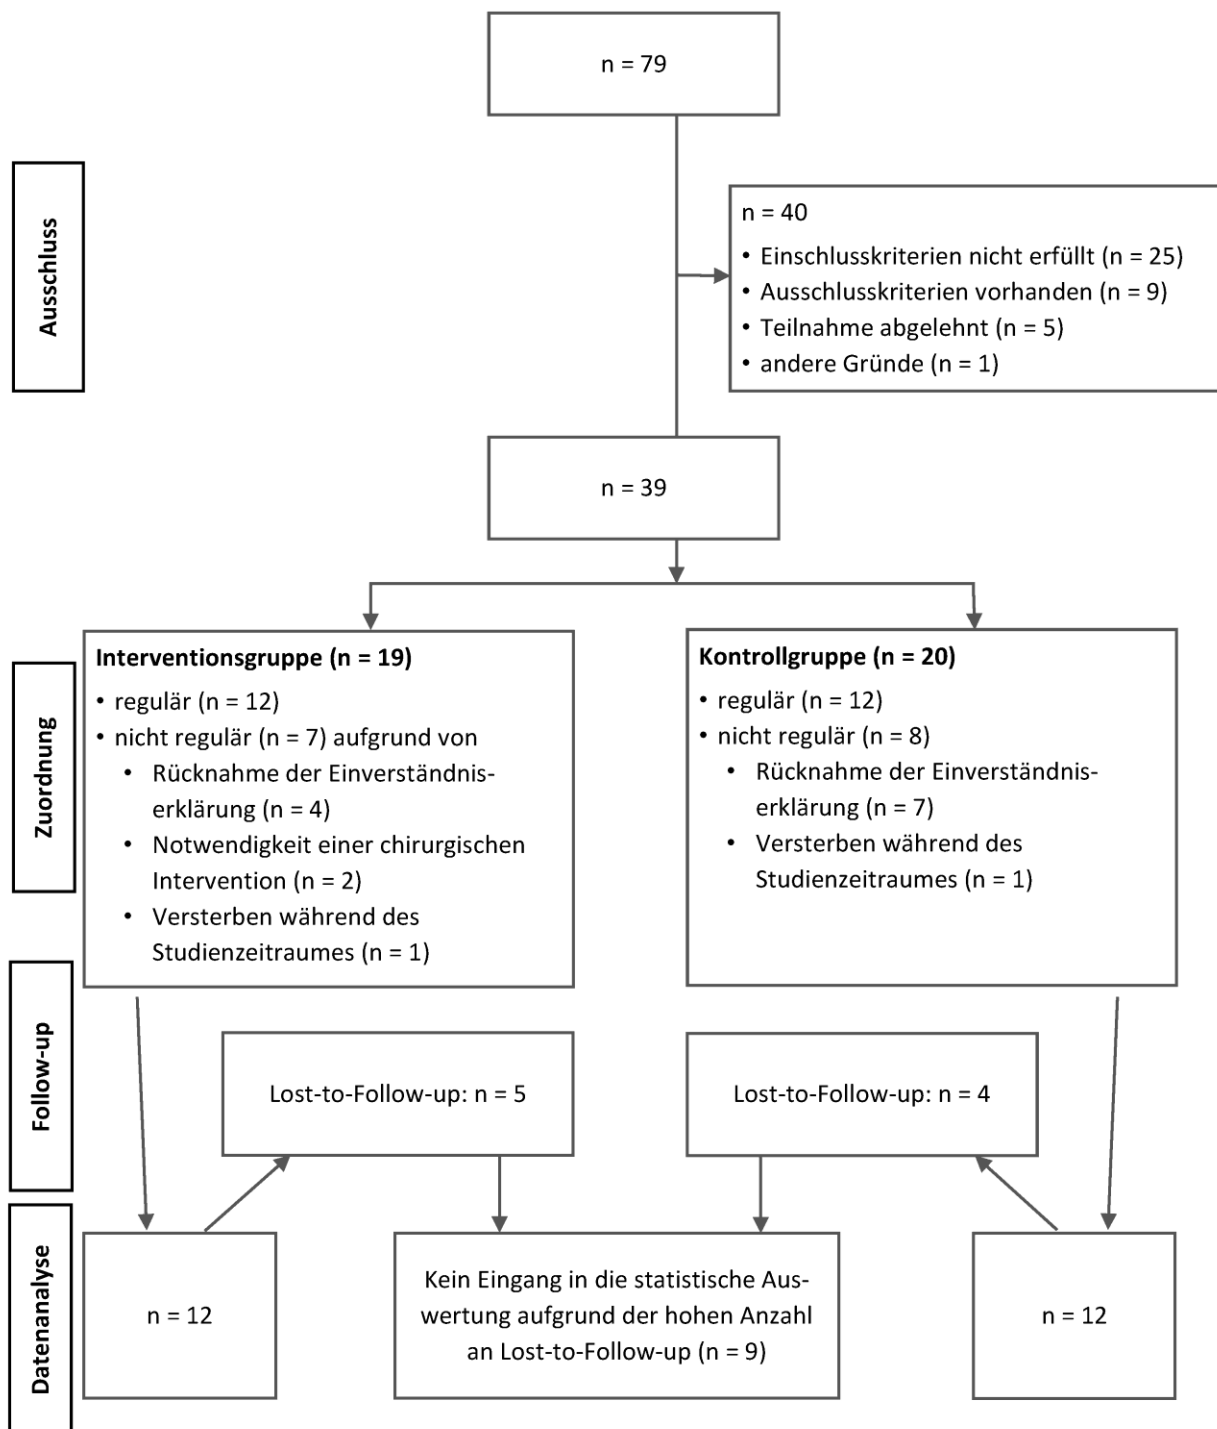 n = 79
Ausschluss
n = 40
• Einschlusskriterien nicht erfüllt (n = 25)
• Ausschlusskriterien vorhanden (n = 9)
• Teilnahme abgelehnt (n = 5)
• andere Gründe (n = 1)
n = 39
Zuordnung
Interventionsgruppe (n = 19)
• regulär (n = 12)
• nicht regulär (n = 7) aufgrund von
• Rücknahme der Einverständnis-
erklärung (n = 4)
• Notwendigkeit einer chirurgischen
Intervention (n = 2)
• Versterben während des
Studienzeitraumes (n = 1)
Kontrollgruppe (n = 20)
• regulär (n = 12)
• nicht regulär (n = 8)
• Rücknahme der Einverständnis-
erklärung (n = 7)
• Versterben während des
Studienzeitraumes (n = 1)
Follow-up
Lost-to-Follow-up: n = 5
Lost-to-Follow-up: n = 4
Datenanalyse
n = 12
Kein Eingang in die statistische Aus-
wertung aufgrund der hohen Anzahl
an Lost-to-Follow-up (n = 9)
n = 12